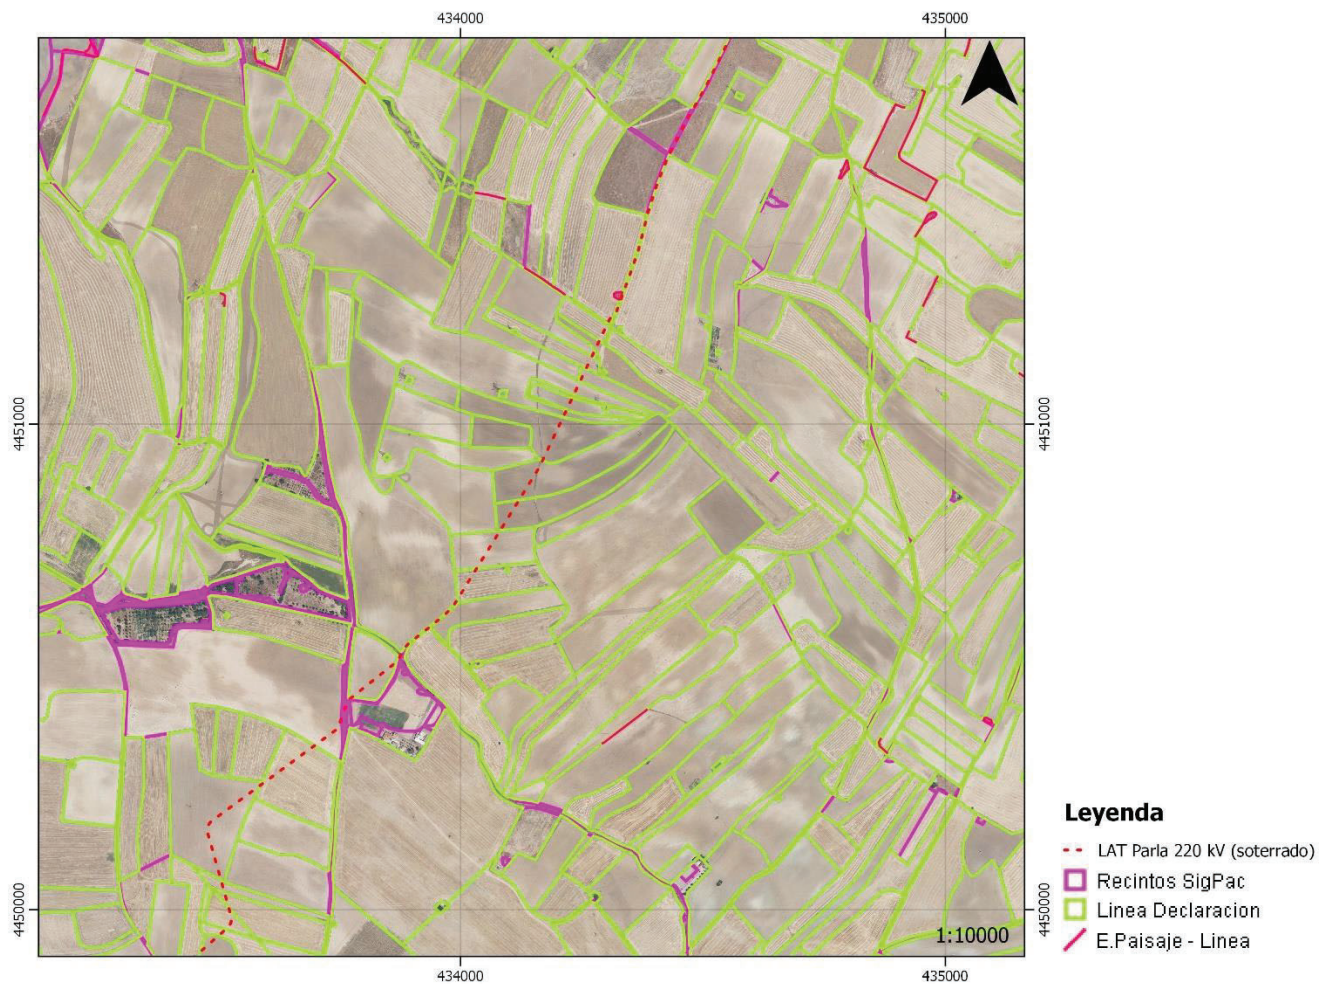 434000
435000
4451000
4451000
Leyenda
LAT Parla 220 kV (soterrado)
Recintos SigPac
Linea Declaracion
E.Paisaje - Linea
4450000
4450000
1:10000
434000
435000